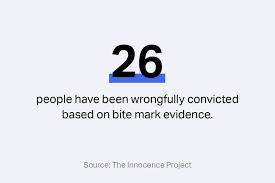 26
people have been wrongfully convicted
based on bite mark evidence.
Source: The Innocence Project